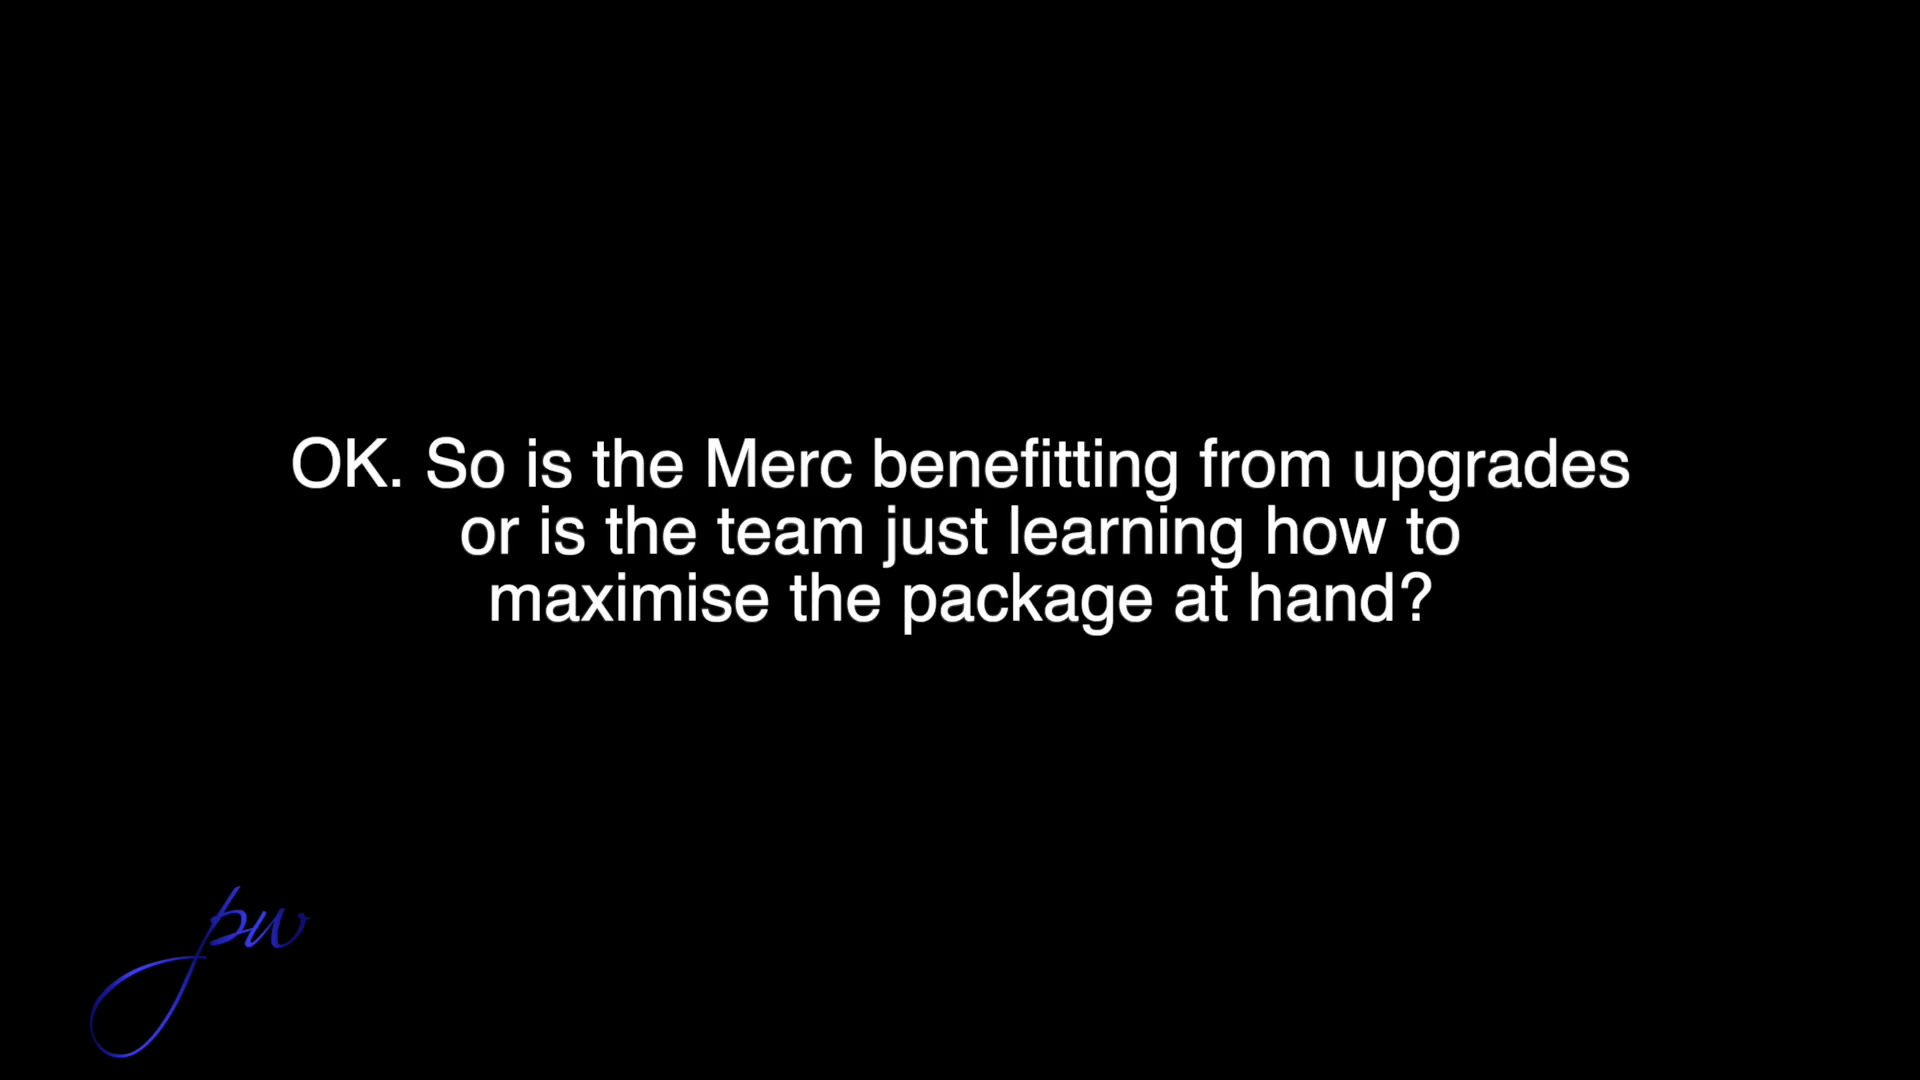 OK. So is the Merc benefitting from upgrades
or is the team just learning how to
maximise the package at hand?
pw